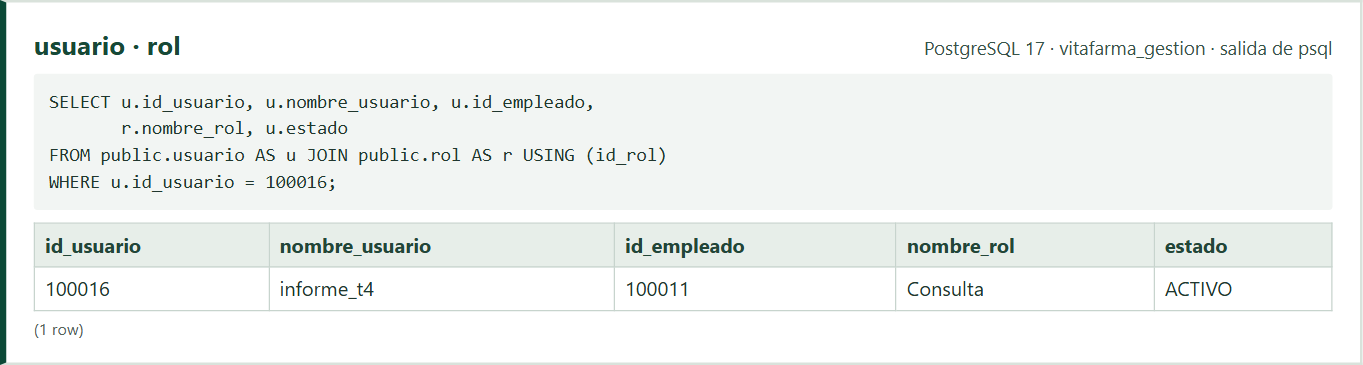 usuario · rol
PostgreSQL 17 · vitafarma_gestion · salida de psql
SELECT u.id_usuario, u.nombre_usuario, u.id_empleado,
       r.nombre_rol, u.estado
FROM public.usuario AS u JOIN public.rol AS r USING (id_rol)
WHERE u.id_usuario = 100016;
id_usuario nombre_usuario id_empleado nombre_rol estado
100016 informe_t4 100011 Consulta ACTIVO
(1 row)